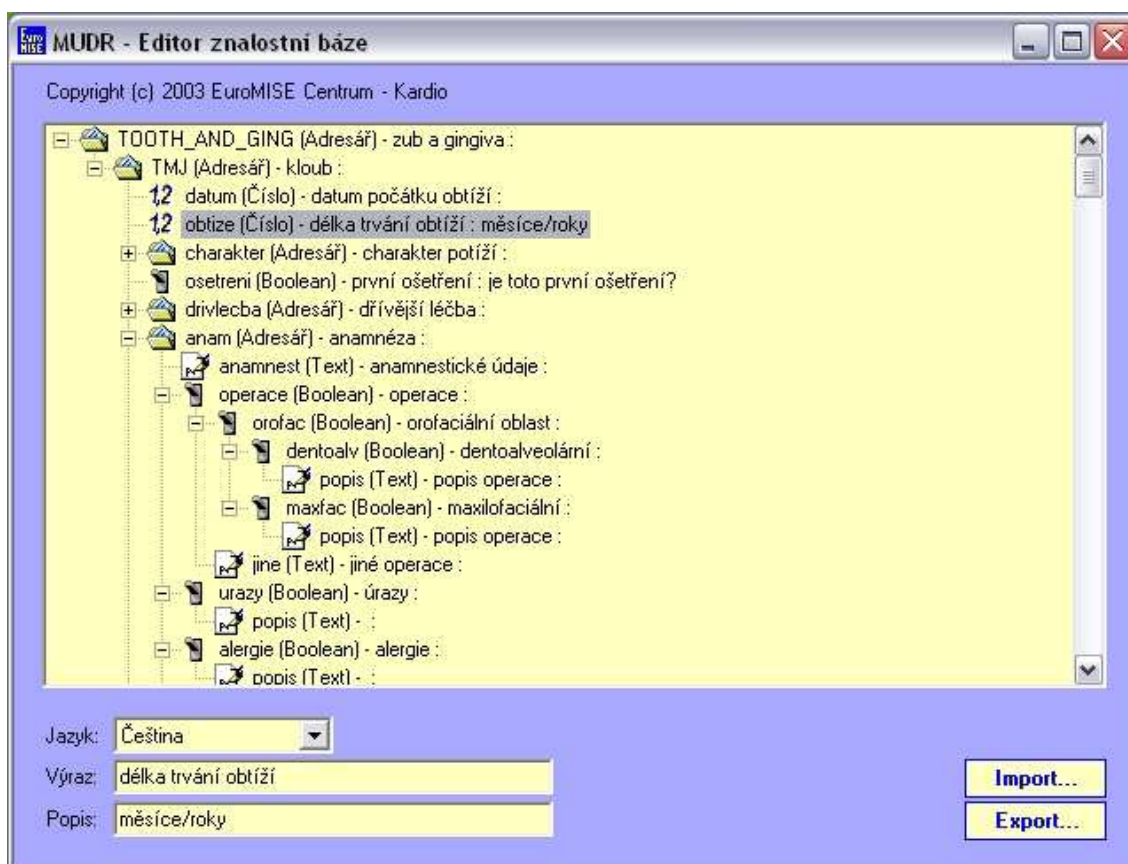 Euro
MISE
MUDR - Editor znalostní báze
Copyright (c) 2003 EuroMISE Centrum - Kardio
TOOTH_AND_GING (Adresář) - zub a gingiva :
TMJ (Adresář) - kloub :
1,2 datum (Číslo) - datum počátku obtíží :
1,2 obtize (Číslo) - délka trvání obtíží : měsíce/roky
charakter (Adresář) - charakter potíží :
osetreni (Boolean) - první ošetření : je toto první ošetření?
drivlecba (Adresář) - dřívější léčba :
anam (Adresář) - anamnéza :
anamnest (Text) - anamnestické údaje :
operace (Boolean) - operace :
orofac (Boolean) - orofaciální oblast :
dentoalv (Boolean) - dentoalveolární :
popis (Text) - popis operace :
maxfac (Boolean) - maxilofaciální :
popis (Text) - popis operace :
jine (Text) - jiné operace :
urazy (Boolean) - úrazy :
popis (Text) - :
alergie (Boolean) - alergie :
popis (Text) - :
Jazyk: Čeština
Výraz: délka trvání obtíží
Import...
Popis: měsíce/roky
Export...